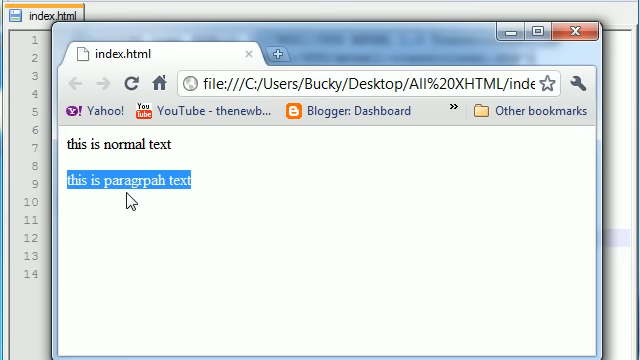 index.html
index.html
file:///C:/Users/Bucky/Desktop/All%20XHTML/inde
Yahoo!
You Tube
YouTube - thenewb...
Blogger: Dashboard
»
Other bookmarks
this is normal text
this is paragrpah text
1
2
3
4
5
6
7
8
9
10
11
12
13
14